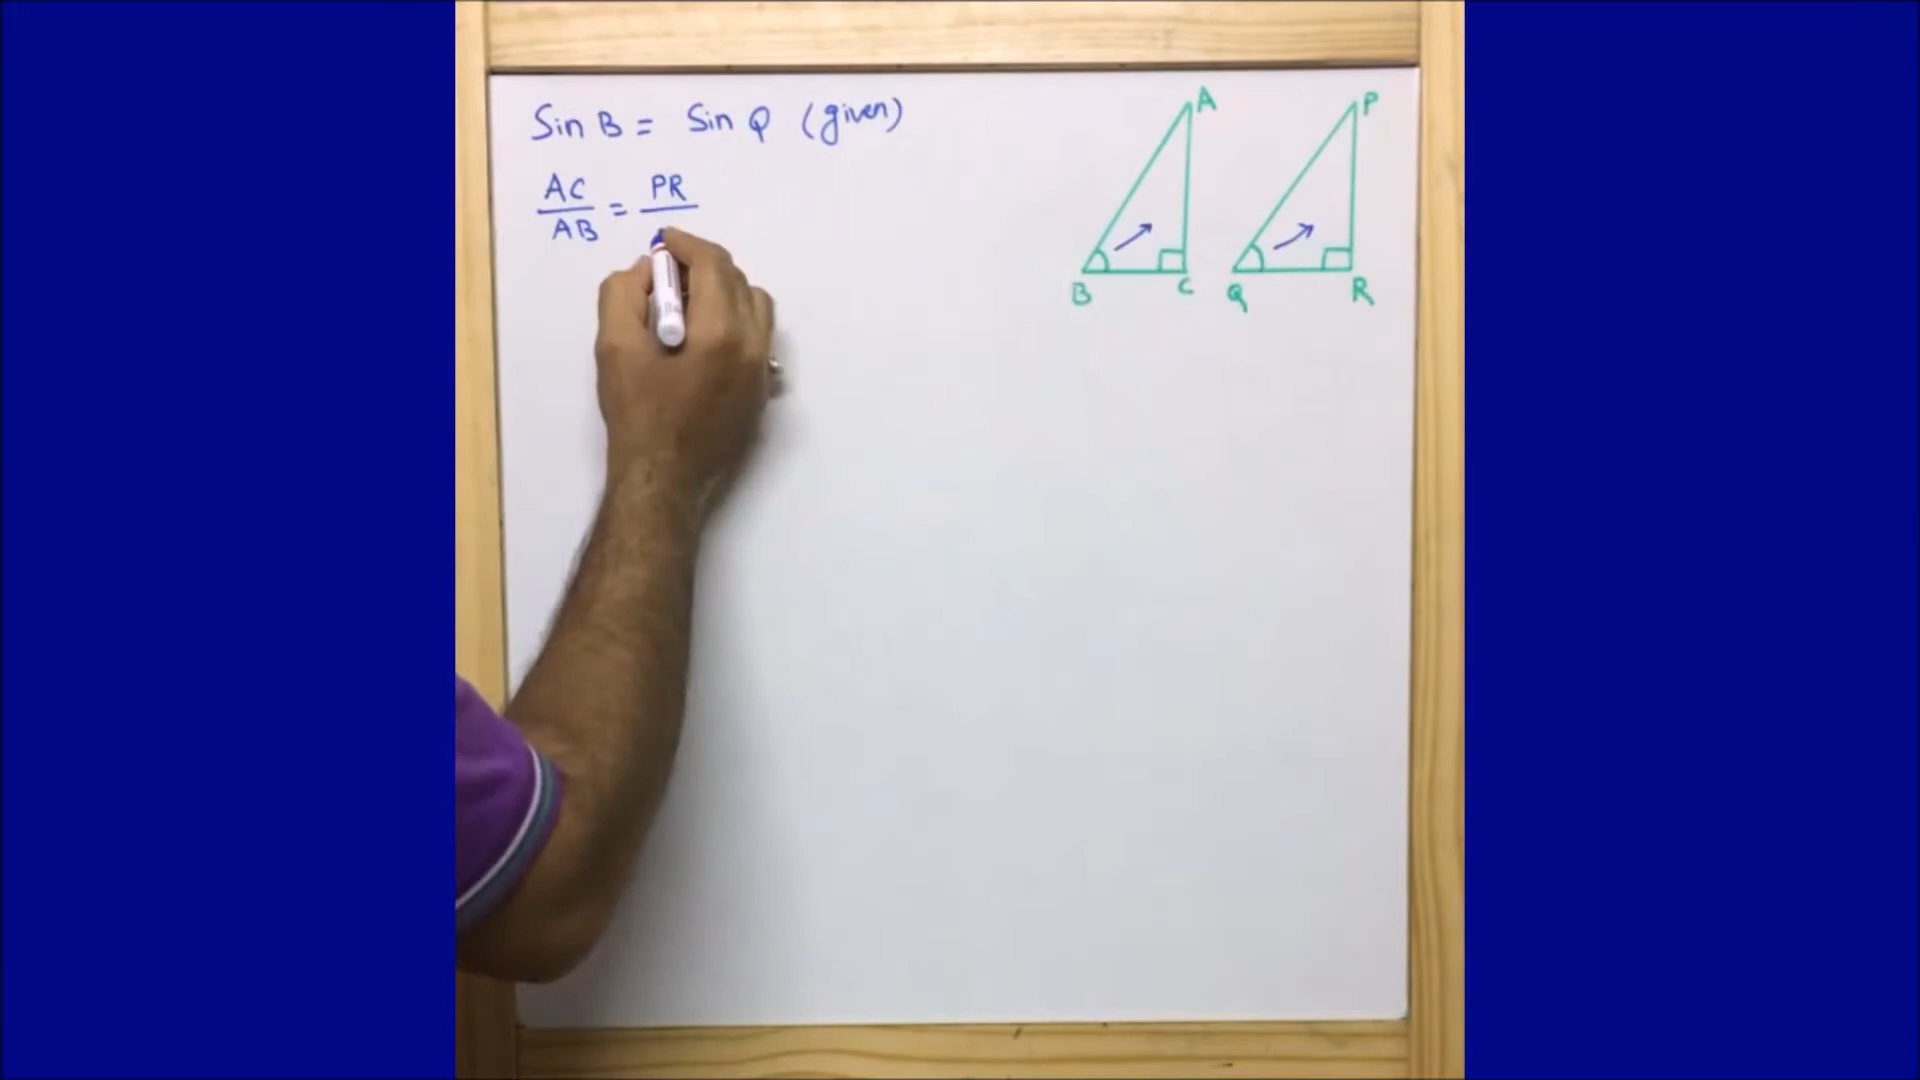 Sin B = Sin Q (given)
AC/AB = PR/
A
P
B
C
Q
R